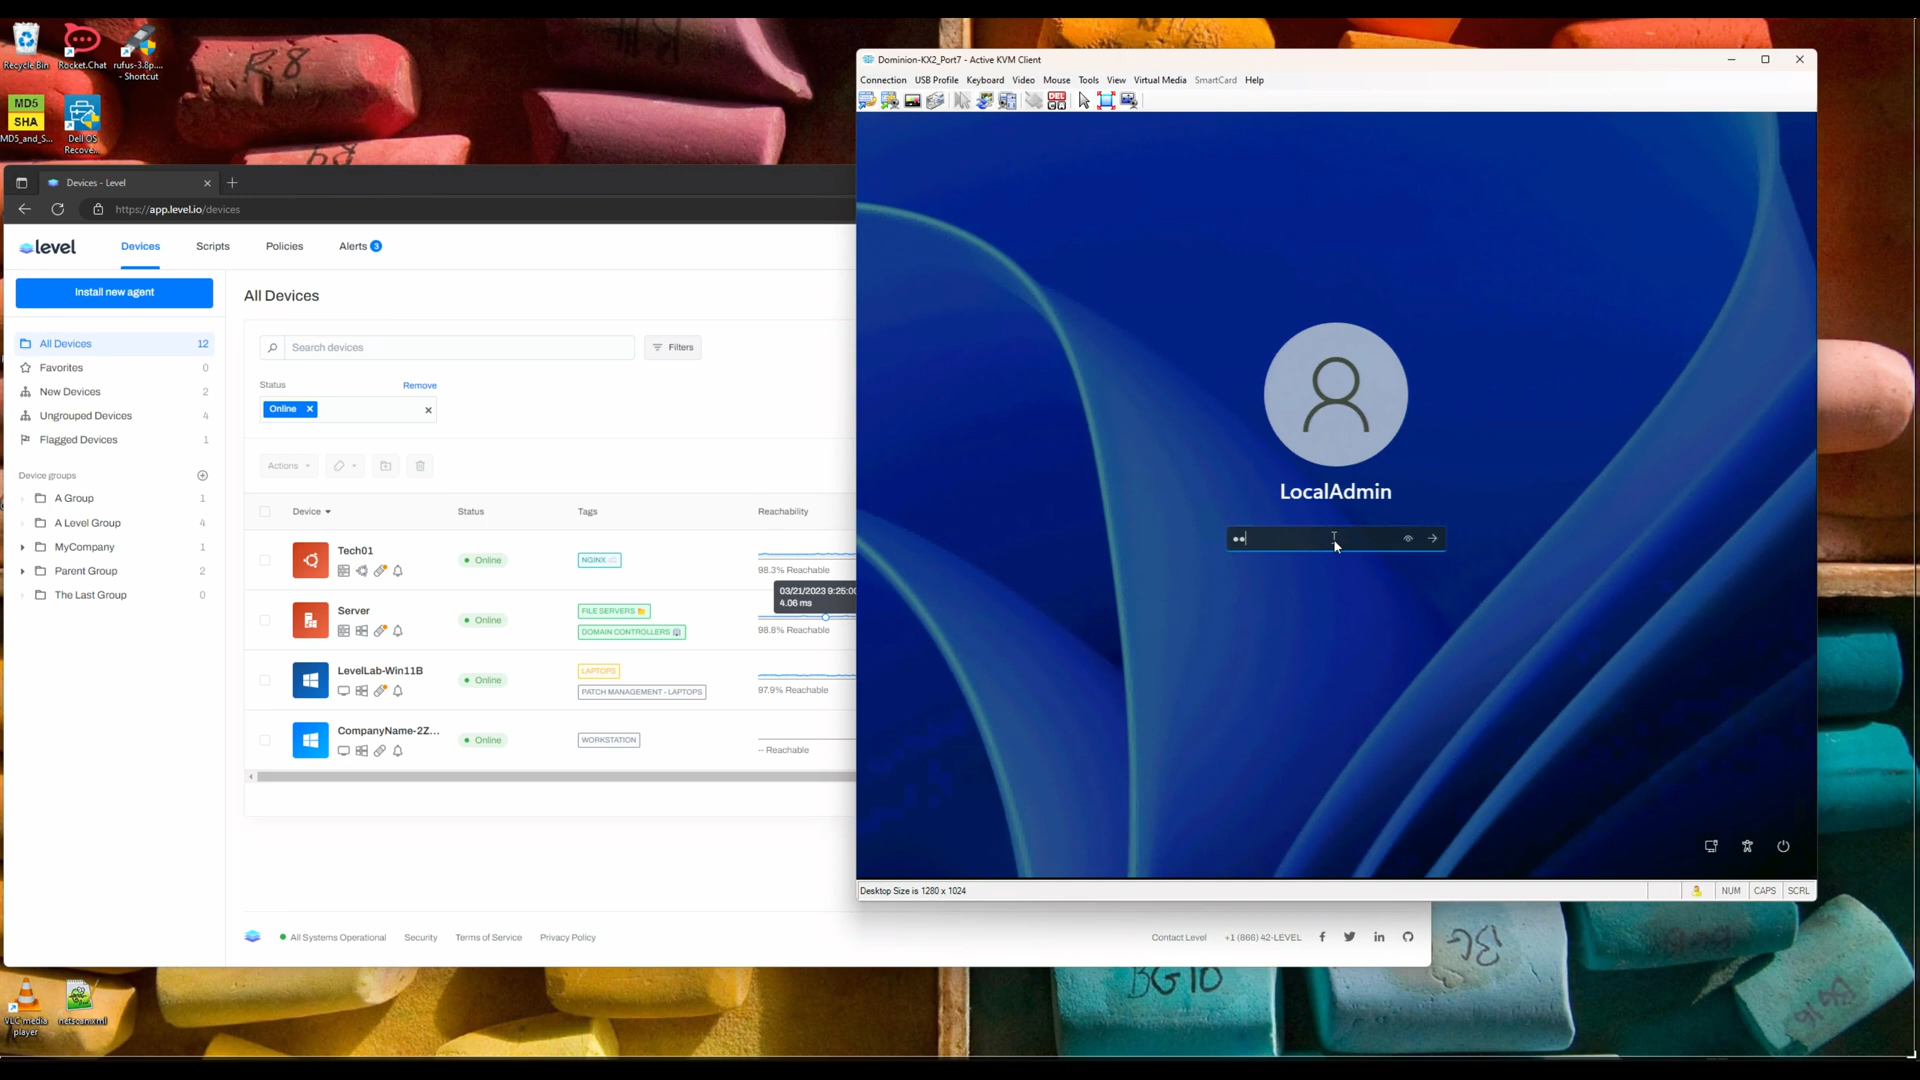 Recycle Bin
Rocket.Chat
rufus-3.8p....
- Shortcut
MD5
SHA
MD5_and_S...
Dell OS
Recove...
R8
Devices - Level
https://app.level.io/devices
level
Devices
Scripts
Policies
Alerts 3
Install new agent
All Devices 12
Favorites 0
New Devices 2
Ungrouped Devices 4
Flagged Devices 1
Device groups
A Group 1
A Level Group 4
MyCompany 1
Parent Group 2
The Last Group 0
All Devices
Search devices
Filters
Status
Remove
Online
Actions
Device
Status
Tags
Reachability
Tech01
Online
NGINX
98.3% Reachable
03/21/2023 9:25:00
4.06 ms
Server
Online
FILE SERVERS
DOMAIN CONTROLLERS
98.8% Reachable
LevelLab-Win11B
Online
LAPTOPS
PATCH MANAGEMENT - LAPTOPS
97.9% Reachable
CompanyName-2Z...
Online
WORKSTATION
-- Reachable
All Systems Operational
Security
Terms of Service
Privacy Policy
Contact Level
+1 (866) 42-LEVEL
Dominion-KX2_Port7 - Active KVM Client
Connection
USB Profile
Keyboard
Video
Mouse
Tools
View
Virtual Media
SmartCard
Help
DEL
LocalAdmin
Desktop Size is 1280 x 1024
NUM
CAPS
SCRL
VLC media
player
netscan.xml
BG10